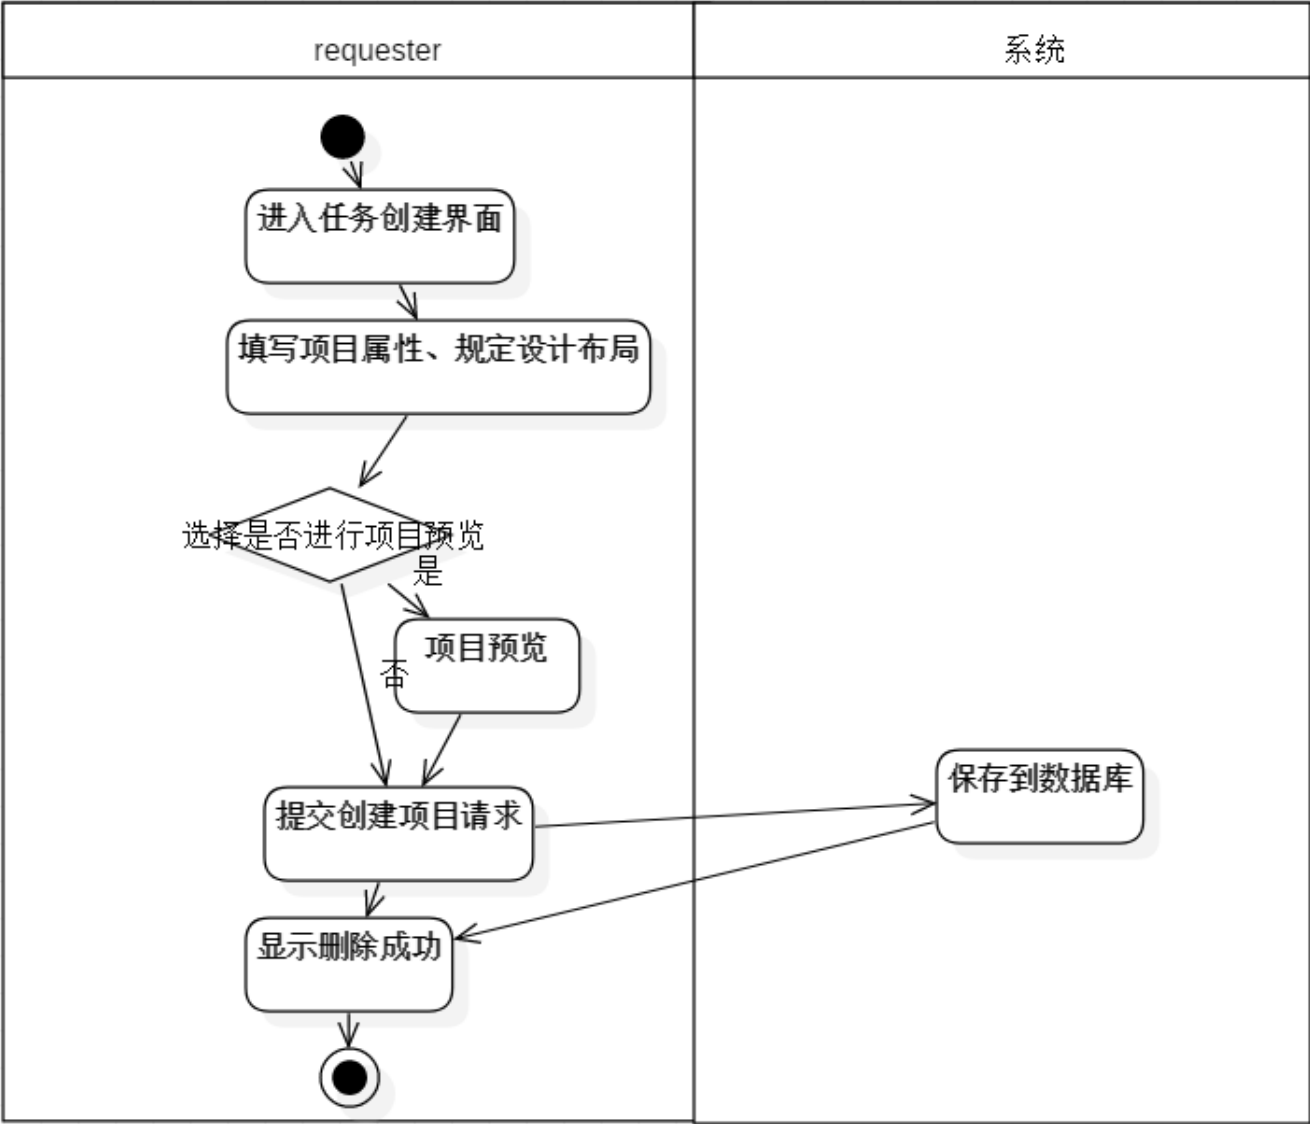 requester
系统
进入任务创建界面
填写项目属性、规定设计布局
选择是否进行项目预览
是
项目预览
否
保存到数据库
提交创建项目请求
显示删除成功